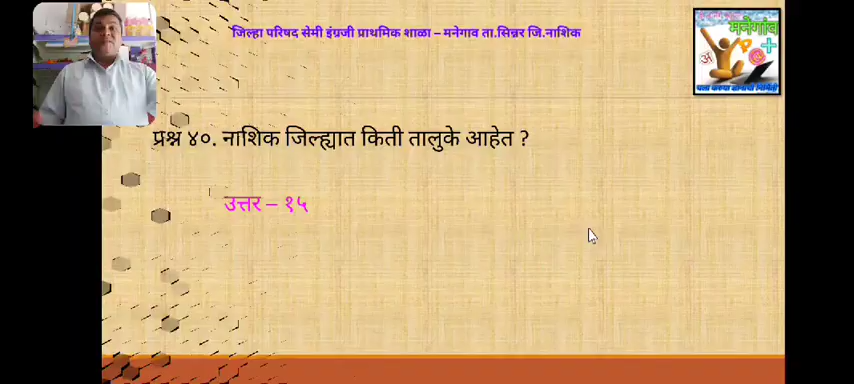 जिल्हा परिषद सेमी इंग्रजी प्राथमिक शाळा – मनेगाव ता.सिन्नर जि.नाशिक
मनेगांव
अ
प्रश्न ४०. नाशिक जिल्ह्यात किती तालुके आहेत ?
उत्तर – १५